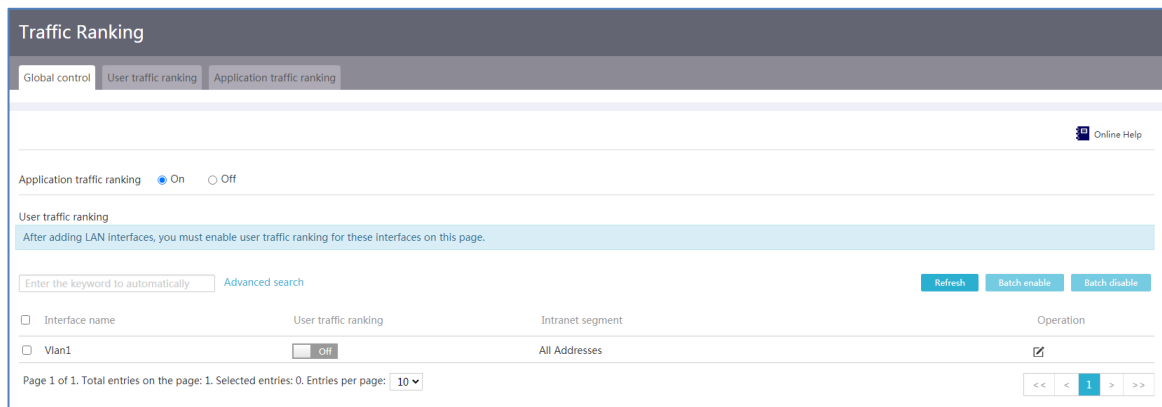 Traffic Ranking
Global control User traffic ranking Application traffic ranking
Online Help
Application traffic ranking On Off
User traffic ranking
After adding LAN interfaces, you must enable user traffic ranking for these interfaces on this page.
Enter the keyword to automatically Advanced search Refresh Batch enable Batch disable
Interface name User traffic ranking Intranet segment Operation
Vlan1 Off All Addresses
Page 1 of 1. Total entries on the page: 1. Selected entries: 0. Entries per page: 10 << < 1 > >>